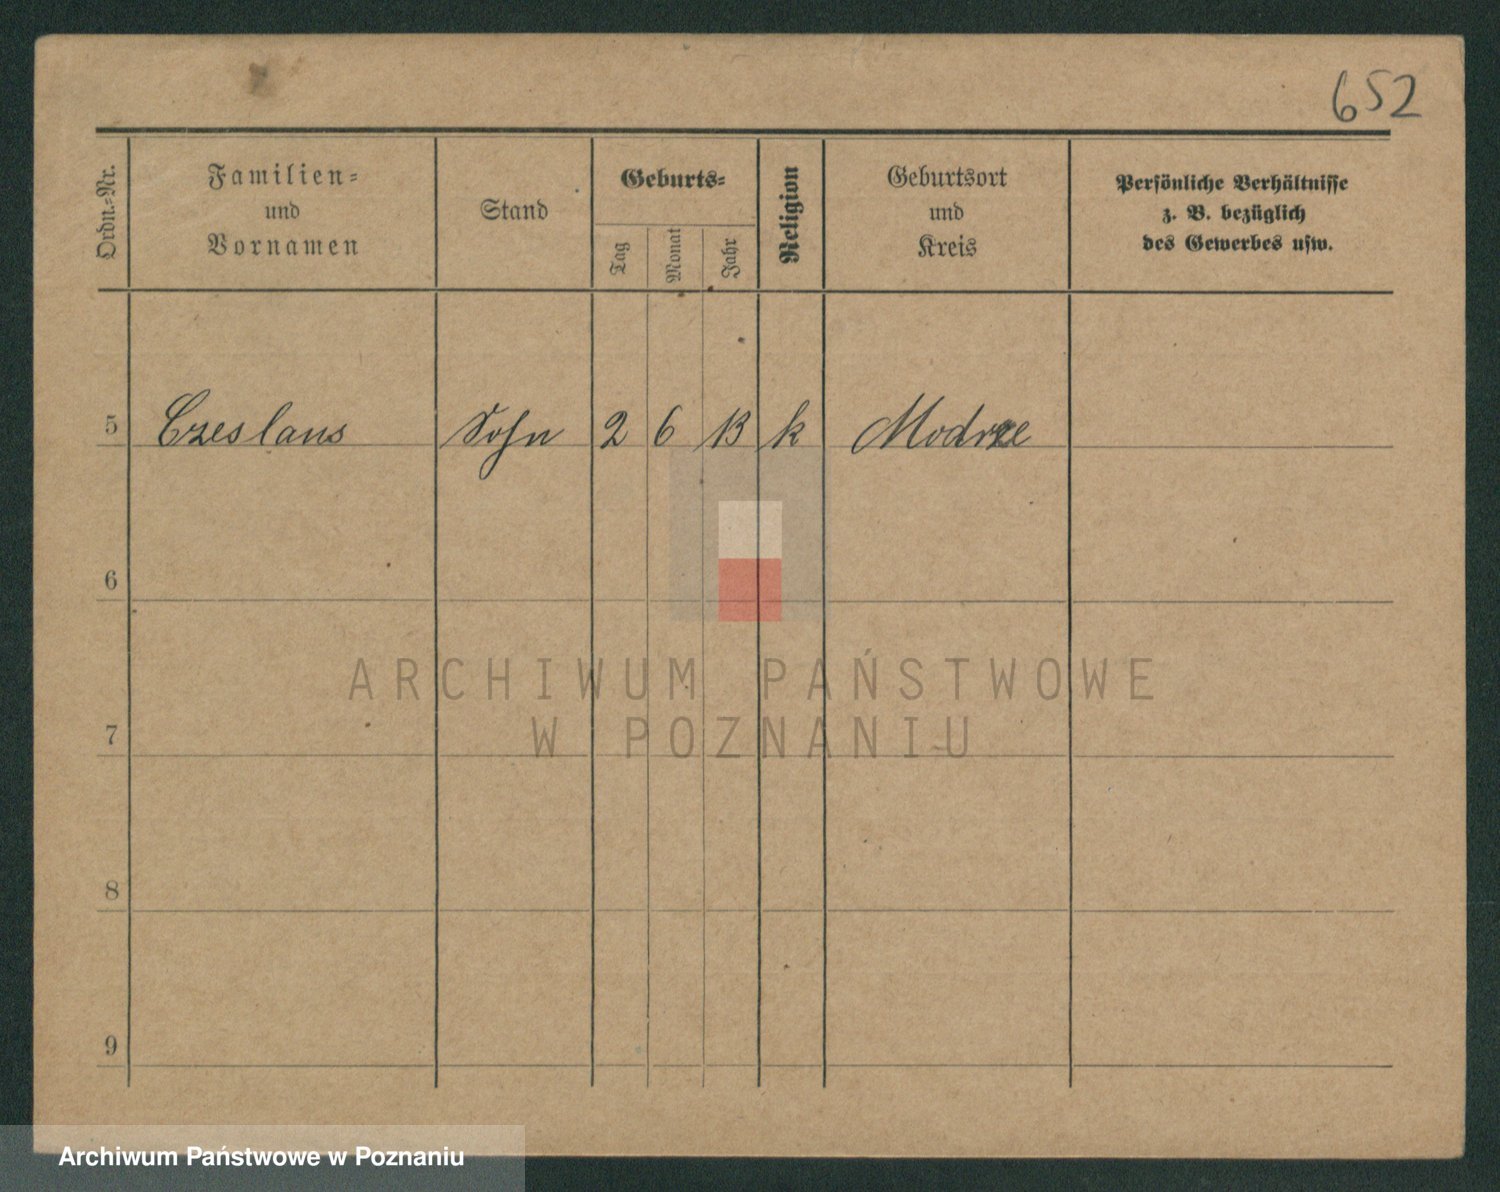 652
Ordn.-Nr.
Familien-
und
Vornamen
Stand
Geburts-
Tag
Monat
Jahr
Religion
Geburtsort
und
Kreis
Persönliche Verhältnisse
z. B. bezüglich
des Gewerbes usw.
5 Czeslaus Sohn 2 6 13 k Modrze
6
7
8
9
ARCHIWUM PAŃSTWOWE
W POZNANIU
Archiwum Państwowe w Poznaniu